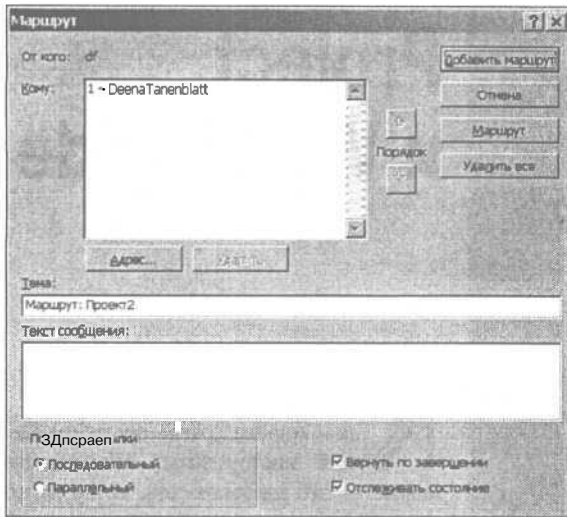 Маршрут
От кого: df
Добавить маршрут
Кому:
1 - DeenaTanenblatt
Отмена
Маршрут
Порядок
Удалить все
Адрес...
Тема:
Маршрут: Проект2
Текст сообщения:
Последовательный
Вернуть по завершении
Параллельный
Отслеживать состояние